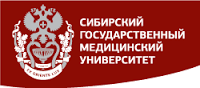 СИБИРСКИЙ
ГОСУДАРСТВЕННЫЙ
МЕДИЦИНСКИЙ
УНИВЕРСИТЕТ